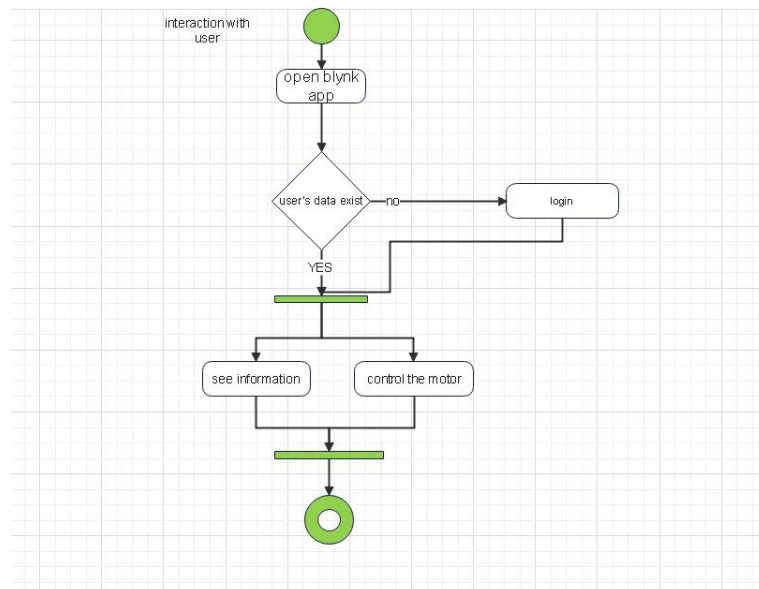 interaction with
user
open blynk
app
user's data exist
no
login
YES
see information
control the motor